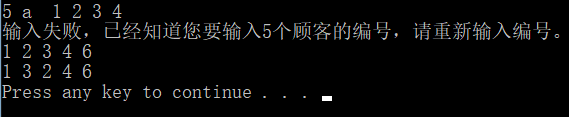 5 a  1 2 3 4
输入失败，已经知道您要输入5个顾客的编号，请重新输入编号。
1 2 3 4 6
1 3 2 4 6
Press any key to continue . . .